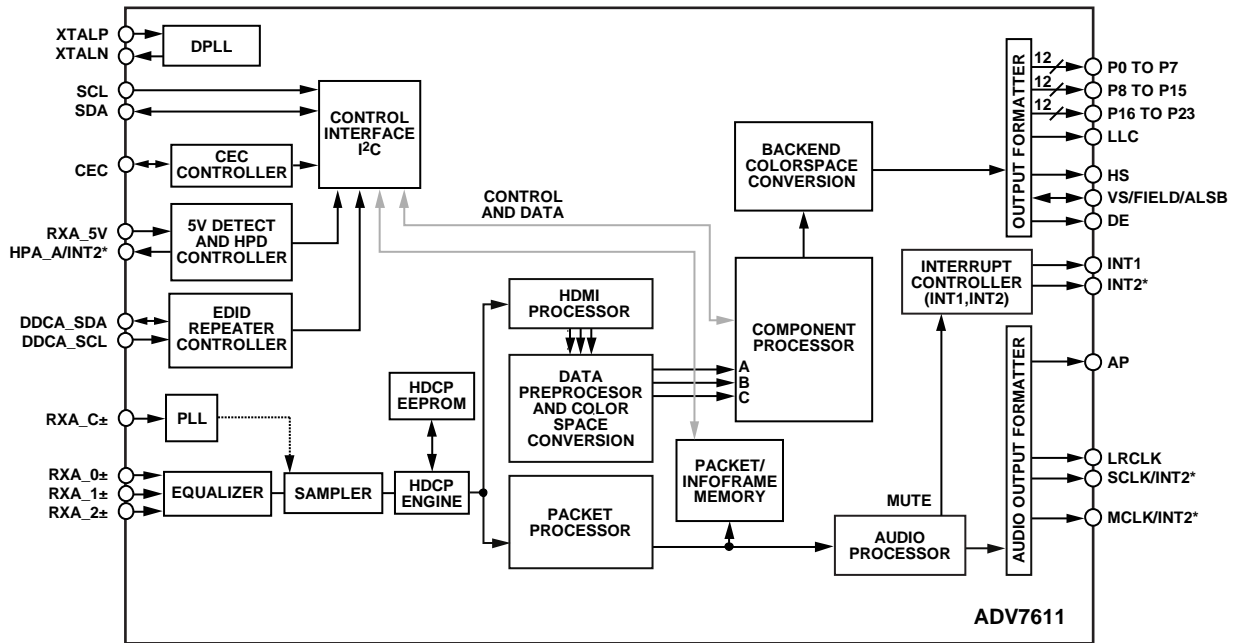 XTALP
XTALN
DPLL
SCL
SDA
CONTROL
INTERFACE
I2C
CEC
CEC
CONTROLLER
RXA_5V
HPA_A/INT2*
5V DETECT
AND HPD
CONTROLLER
DDCA_SDA
DDCA_SCL
EDID
REPEATER
CONTROLLER
RXA_C±
PLL
RXA_0±
RXA_1±
RXA_2±
EQUALIZER
SAMPLER
HDCP
EEPROM
HDCP
ENGINE
CONTROL
AND DATA
HDMI
PROCESSOR
DATA
PREPROCESOR
AND COLOR
SPACE
CONVERSION
PACKET
PROCESSOR
A
B
C
COMPONENT
PROCESSOR
BACKEND
COLORSPACE
CONVERSION
PACKET/
INFOFRAME
MEMORY
MUTE
AUDIO
PROCESSOR
INTERRUPT
CONTROLLER
(INT1,INT2)
OUTPUT FORMATTER
12
12
12
P0 TO P7
P8 TO P15
P16 TO P23
LLC
HS
VS/FIELD/ALSB
DE
INT1
INT2*
AUDIO OUTPUT FORMATTER
AP
LRCLK
SCLK/INT2*
MCLK/INT2*
ADV7611